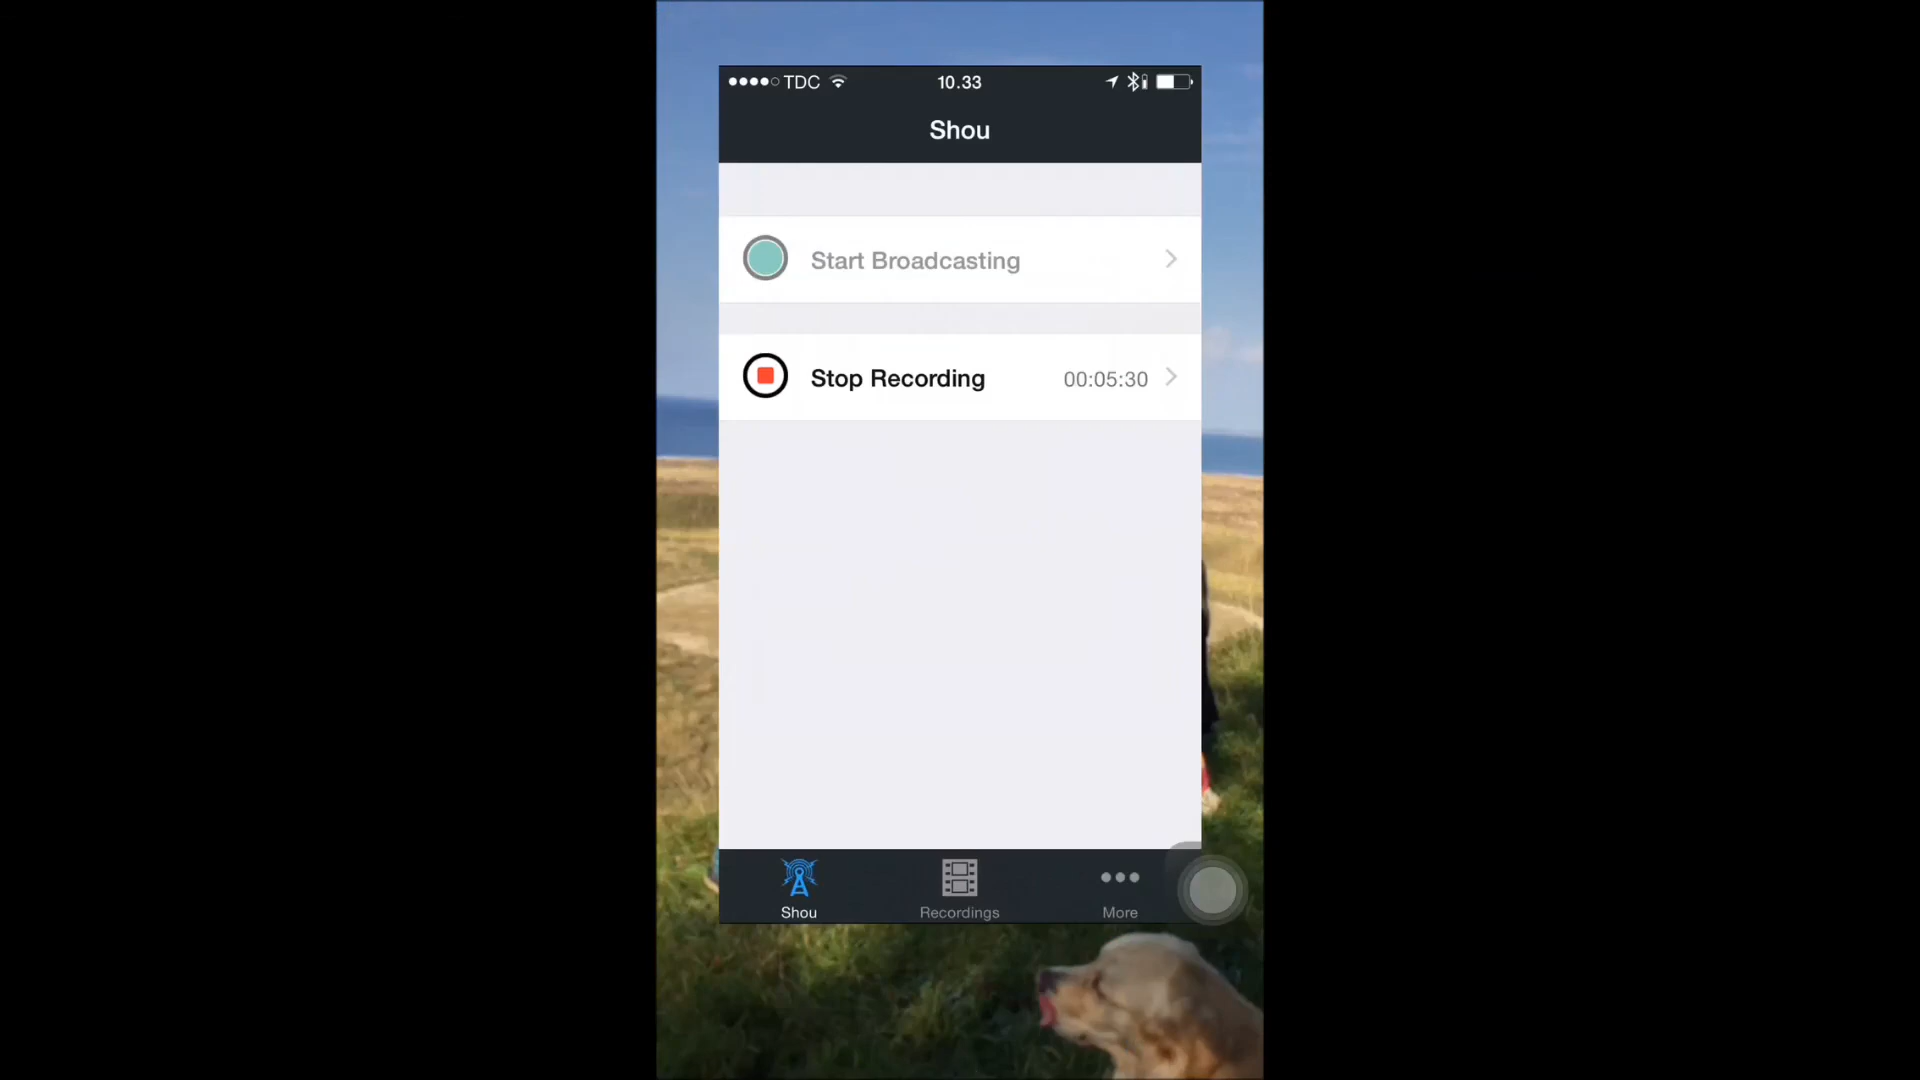 TDC 10.33
Shou
Start Broadcasting
Stop Recording 00:05:30
Shou Recordings More